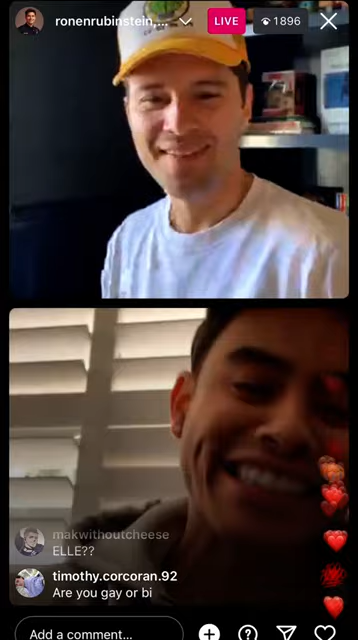 ronenrubinstein,...
LIVE
1896
makwithoutcheese
ELLE??
timothy.corcoran.92
Are you gay or bi
Add a comment...